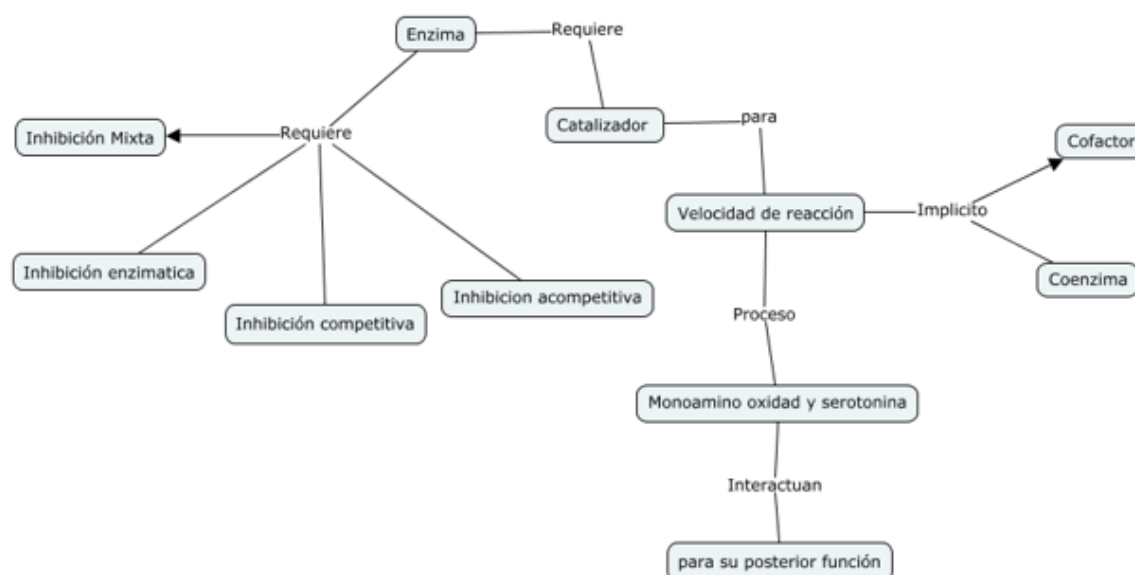 Enzima
Requiere
Inhibición Mixta
Requiere
Catalizador
para
Cofactor
Velocidad de reacción
Implicito
Inhibición enzimatica
Inhibición competitiva
Inhibicion acompetitiva
Coenzima
Proceso
Monoamino oxidad y serotonina
Interactuan
para su posterior función